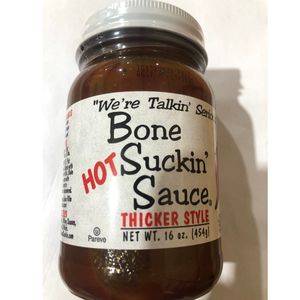 "We're Talkin'
Bone
HOT Suckin'
Sauce®
THICKER STYLE
NET WT. 16 oz. (454g)
Pareve